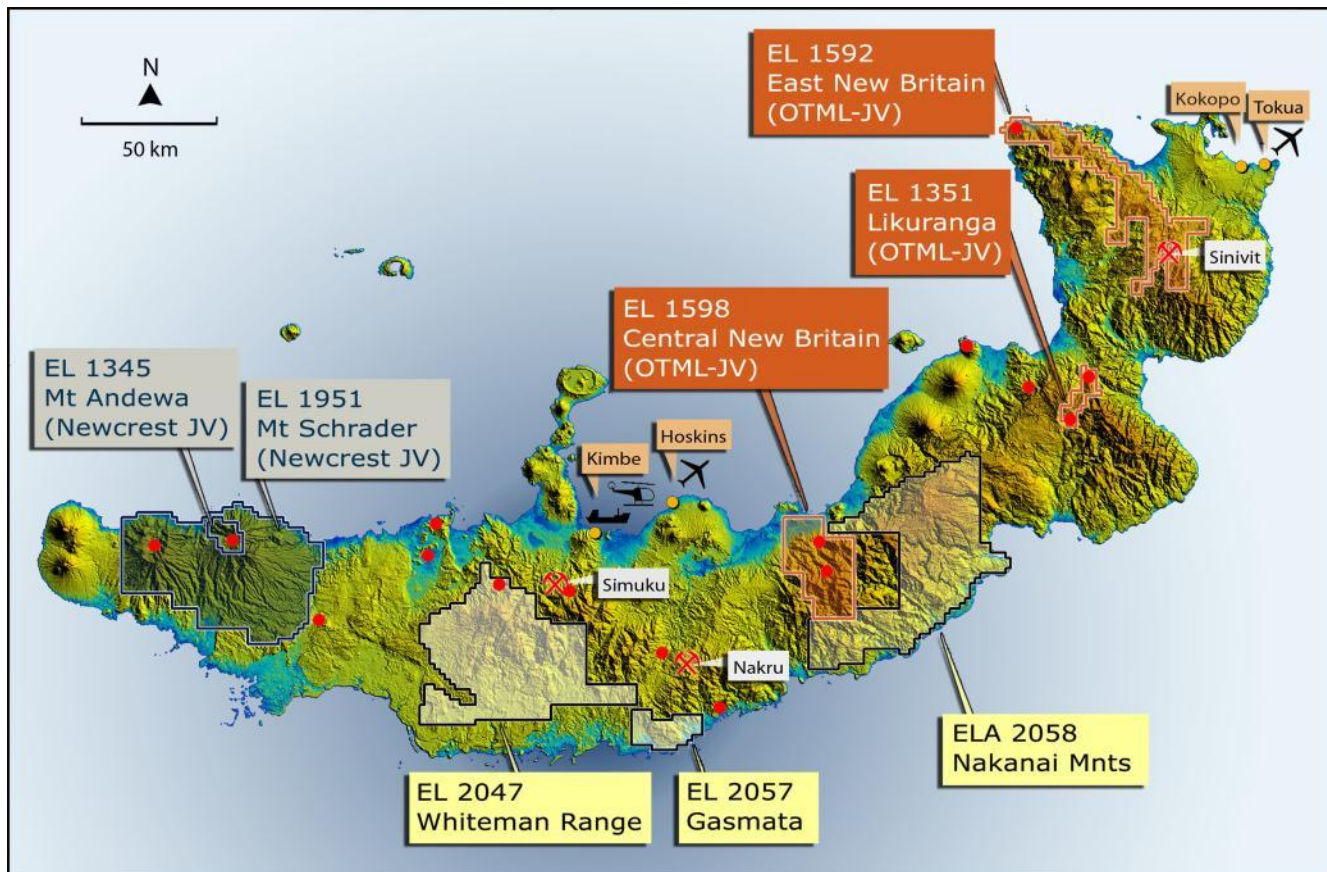 EL 1592
East New Britain
(OTML-JV)
Kokopo
Tokua
N
50 km
EL 1351
Likuranga
(OTML-JV)
Sinivit
EL 1598
Central New Britain
(OTML-JV)
EL 1345
Mt Andewa
(Newcrest JV)
EL 1951
Mt Schrader
(Newcrest JV)
Kimbe
Hoskins
Simuku
Nakru
ELA 2058
Nakanai Mnts
EL 2047
Whiteman Range
EL 2057
Gasmata